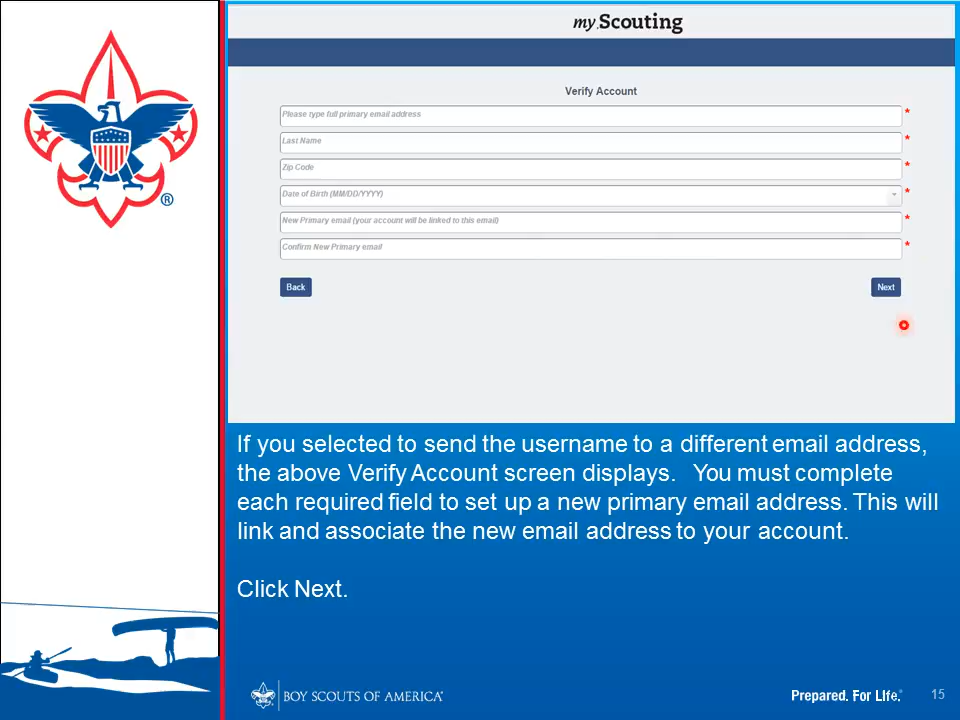 my.Scouting
Verify Account
Please type full primary email address
*
Last Name
*
Zip Code
*
Date of Birth (MM/DD/YYYY)
*
New Primary email (your account will be linked to this email)
*
Confirm New Primary email
*
Back
Next
®
If you selected to send the username to a different email address,
the above Verify Account screen displays. You must complete
each required field to set up a new primary email address. This will
link and associate the new email address to your account.
Click Next.
BOY SCOUTS OF AMERICA®
Prepared. For Life.®
15